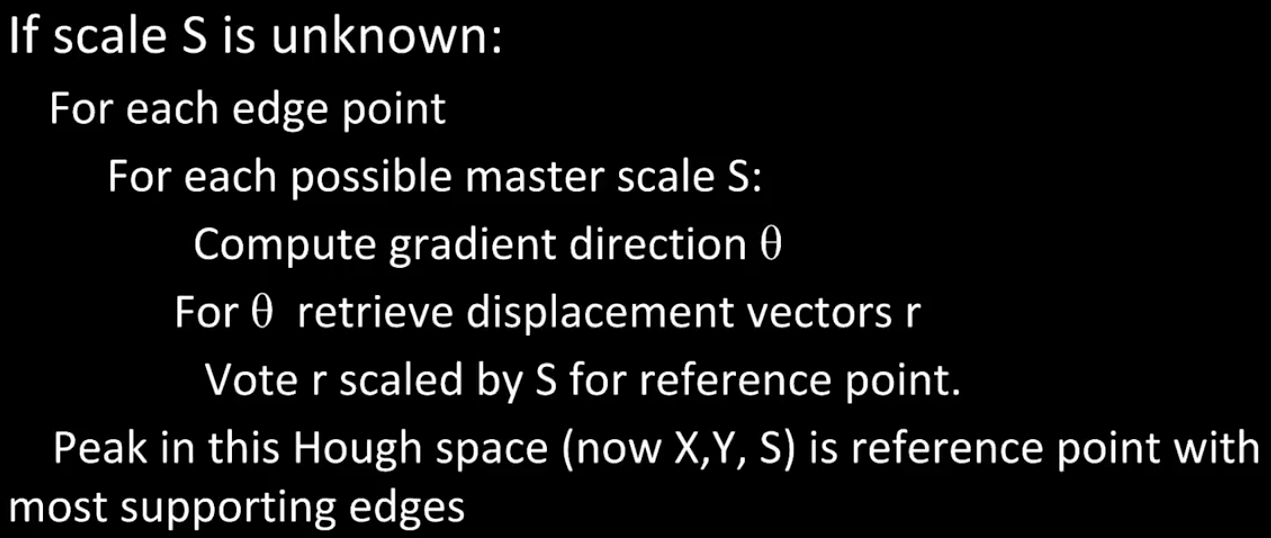 If scale S is unknown:
For each edge point
For each possible master scale S:
Compute gradient direction θ
For θ retrieve displacement vectors r
Vote r scaled by S for reference point.
Peak in this Hough space (now X,Y, S) is reference point with
most supporting edges